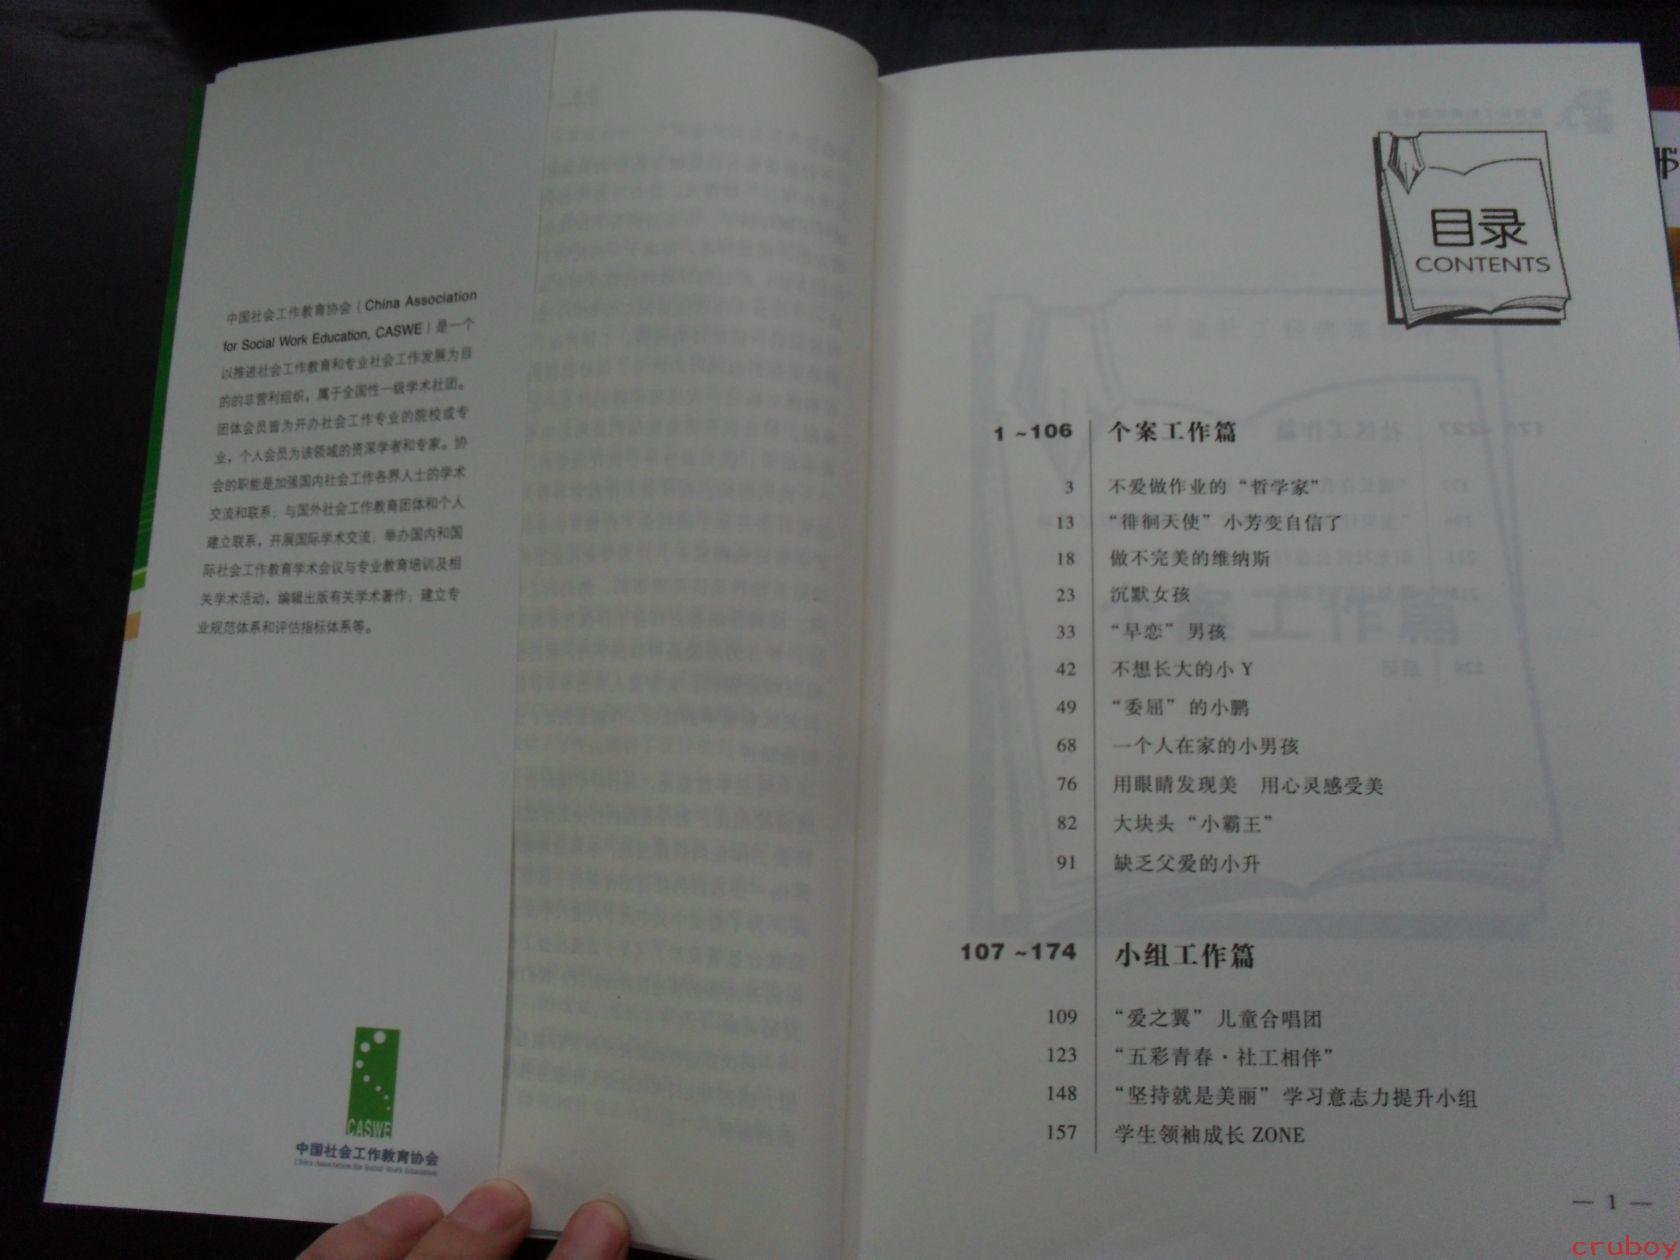 中国社会工作教育协会（China Association
for Social Work Education, CASWE）是一个
以推进社会工作教育和专业社会工作发展为目
的的非营利组织，属于全国性一级学术社团。
团体会员皆为开办社会工作专业的院校或专
业，个人会员为该领域的资深学者和专家。协
会的职能是加强国内社会工作各界人士的学术
交流和联系；与国外社会工作教育团体和个人
建立联系，开展国际学术交流；举办国内和国
际社会工作教育学术会议与专业教育培训及相
关学术活动，编辑出版有关学术著作；建立专
业规范体系和评估指标体系等。
CASWE
中国社会工作教育协会
China Association for Social Work Education
目录
CONTENTS
1 ~106 个案工作篇
3 不爱做作业的“哲学家”
13 “徘徊天使”小芳变自信了
18 做不完美的维纳斯
23 沉默女孩
33 “早恋”男孩
42 不想长大的小 Y
49 “委屈”的小鹏
68 一个人在家的小男孩
76 用眼睛发现美 用心灵感受美
82 大块头“小霸王”
91 缺乏父爱的小升
107 ~174 小组工作篇
109 “爱之翼”儿童合唱团
123 “五彩青春·社工相伴”
148 “坚持就是美丽”学习意志力提升小组
157 学生领袖成长 ZONE
— 1 —
cruboy